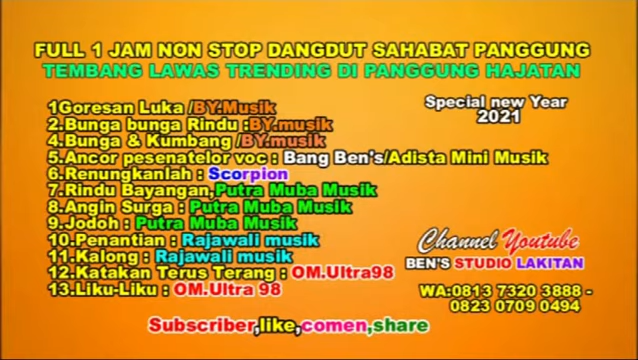 FULL 1 JAM NON STOP DANGDUT SAHABAT PANGGUNG
TEMBANG LAWAS TRENDING DI PANGGUNG HAJATAN
Special new Year
2021
1Goresan Luka /BY.Musik
2.Bunga bunga Rindu :BY.musik
4.Bunga & Kumbang /BY.musik
5.Ancor pesenatelor voc : Bang Ben's/Adista Mini Musik
6.Renungkanlah : Scorpion
7.Rindu Bayangan,Putra Muba Musik
8.Angin Surga : Putra Muba Musik
9.Jodoh : Putra Muba Musik
10.Penantian : Rajawali musik
11.Kalong : Rajawali musik
12.Katakan Terus Terang : OM.Ultra98
13.Liku-Liku : OM.Ultra 98
Channel Youtube
BEN'S STUDIO LAKITAN
WA:0813 7320 3888 -
0823 0709 0494
Subscriber,like,comen,share